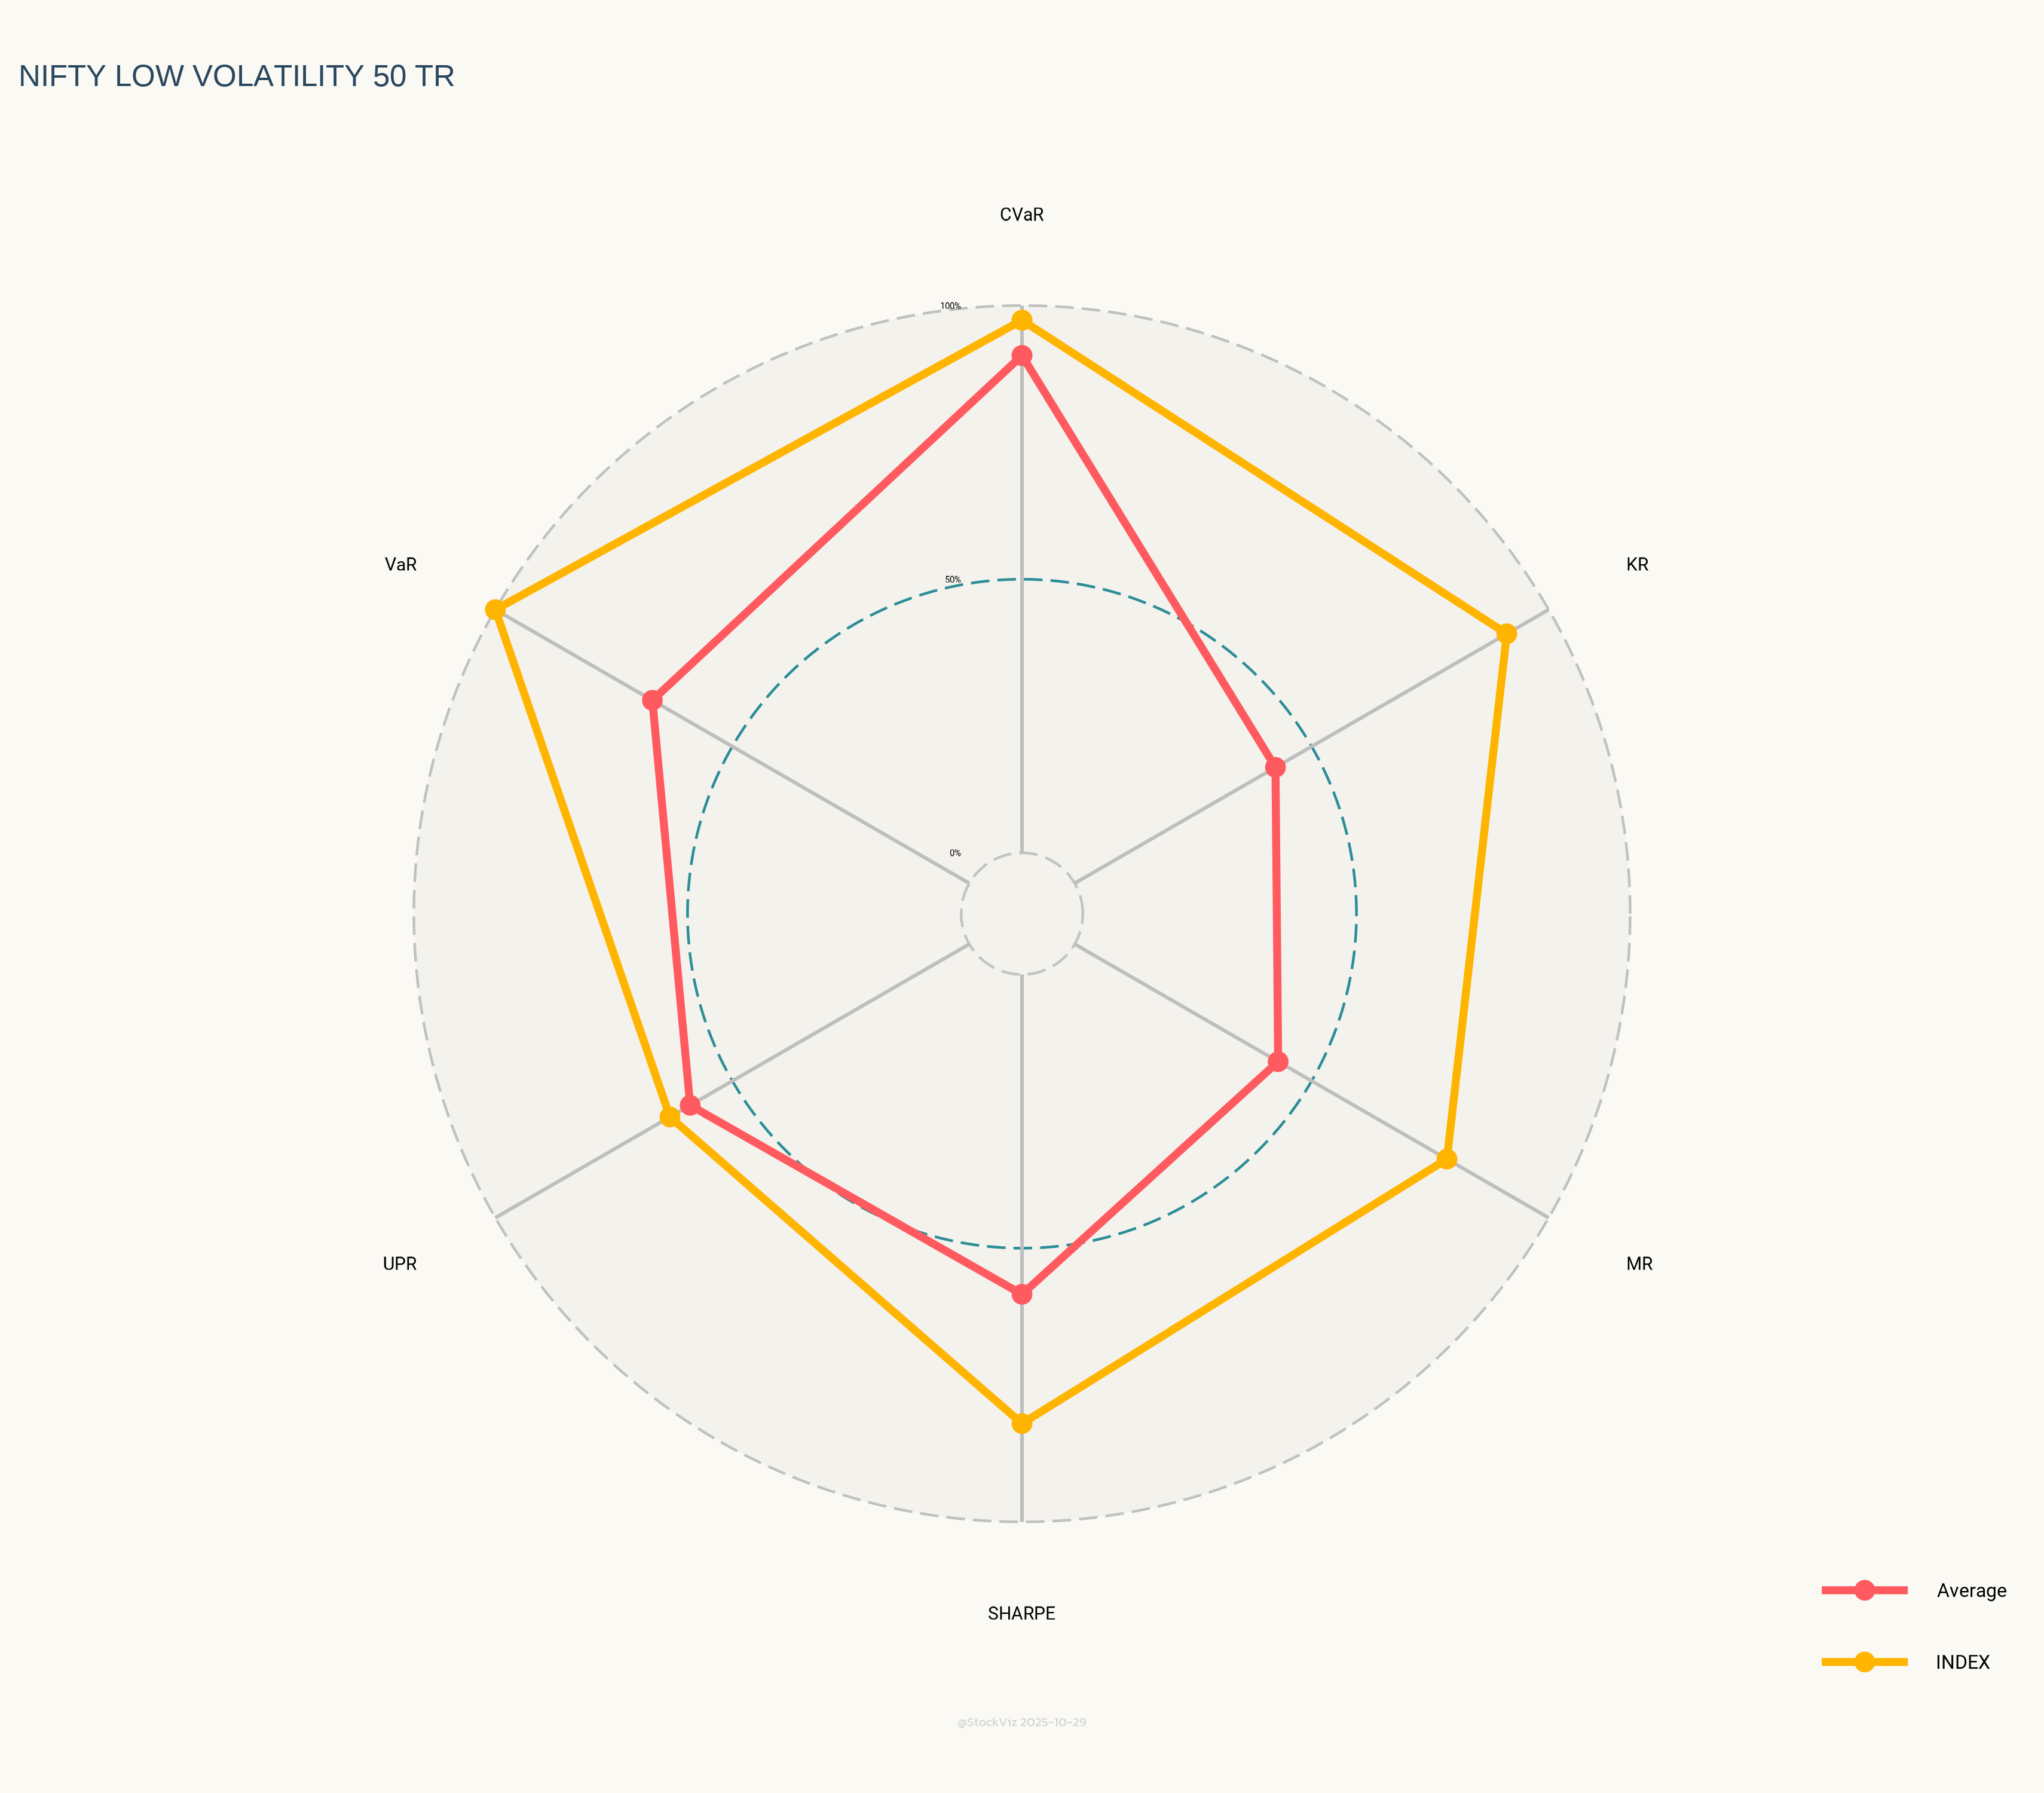 NIFTY LOW VOLATILITY 50 TR
CVaR
100%
VaR
KR
50%
0%
UPR
MR
Average
SHARPE
INDEX
@StockViz 2025-10-29